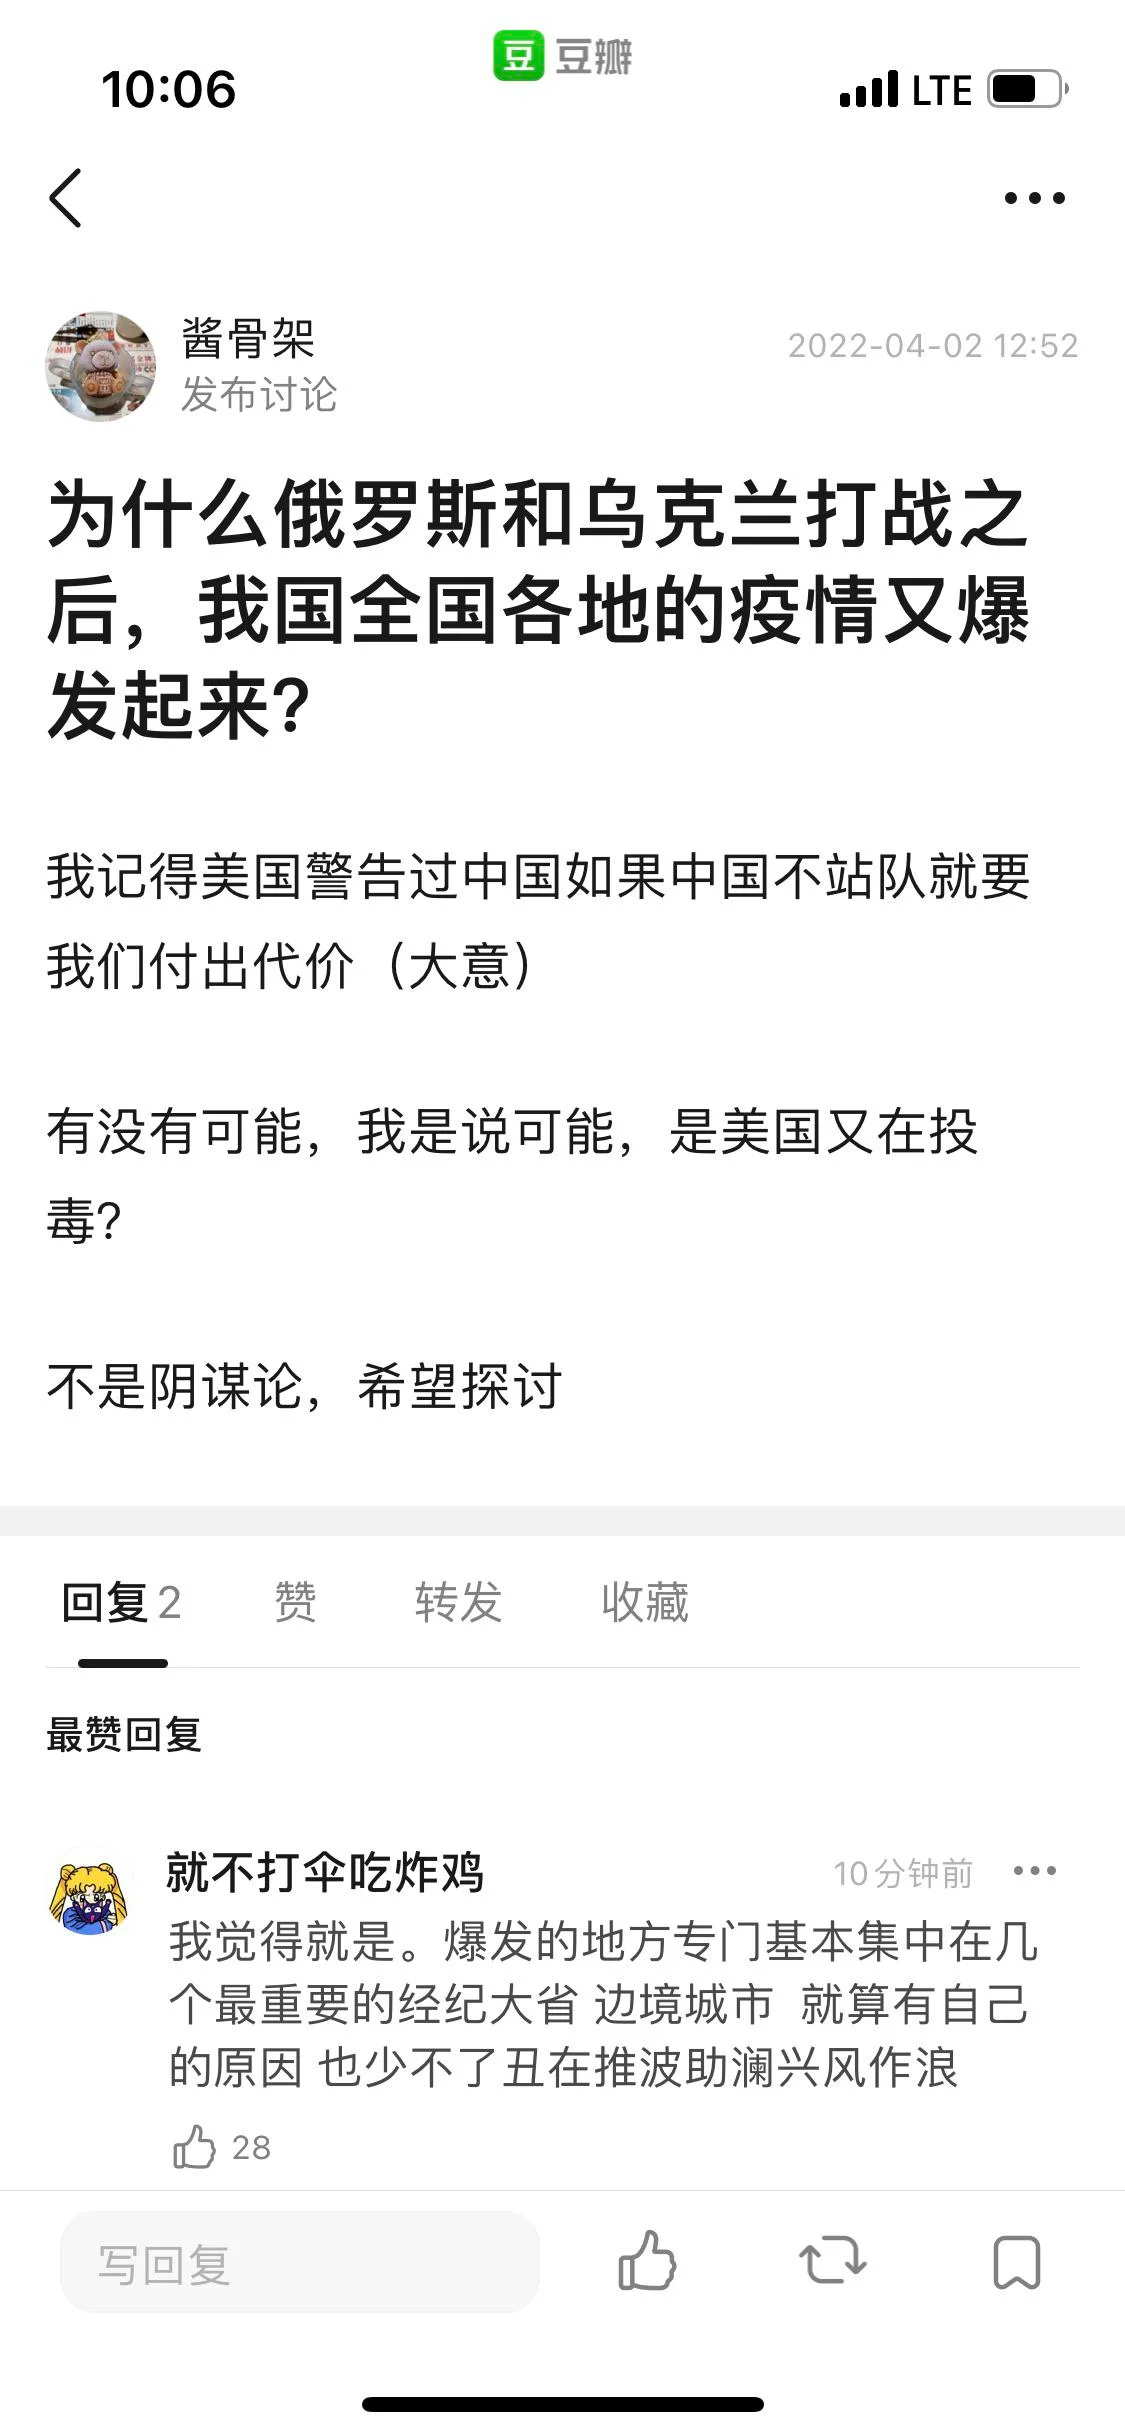 豆 豆瓣
10:06 LTE
酱骨架
2022-04-02 12:52
发布讨论
为什么俄罗斯和乌克兰打战之
后，我国全国各地的疫情又爆
发起来?
我记得美国警告过中国如果中国不站队就要
我们付出代价（大意）
有没有可能，我是说可能，是美国又在投
毒?
不是阴谋论，希望探讨
回复 2 赞 转发 收藏
最赞回复
就不打伞吃炸鸡 10分钟前
我觉得就是。爆发的地方专门基本集中在几
个最重要的经纪大省 边境城市 就算有自己
的原因 也少不了丑在推波助澜兴风作浪
28
写回复